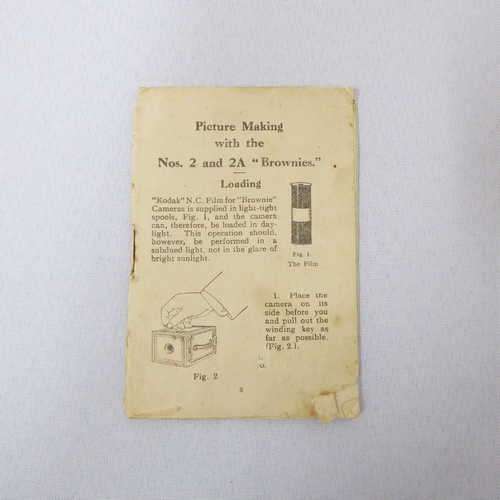 Picture Making
with the
Nos. 2 and 2A "Brownies."
Loading
"Kodak" N.C. Film for "Brownie"
Cameras is supplied in light-tight
spools, Fig. 1, and the camera
can, therefore, be loaded in day-
light. This operation should,
however, be performed in a
subdued light, not in the glare of
bright sunlight.
Fig. 1.
The Film
1. Place the
camera on its
side before you
and pull out the
winding key as
far as possible.
(Fig. 2).
Fig. 2